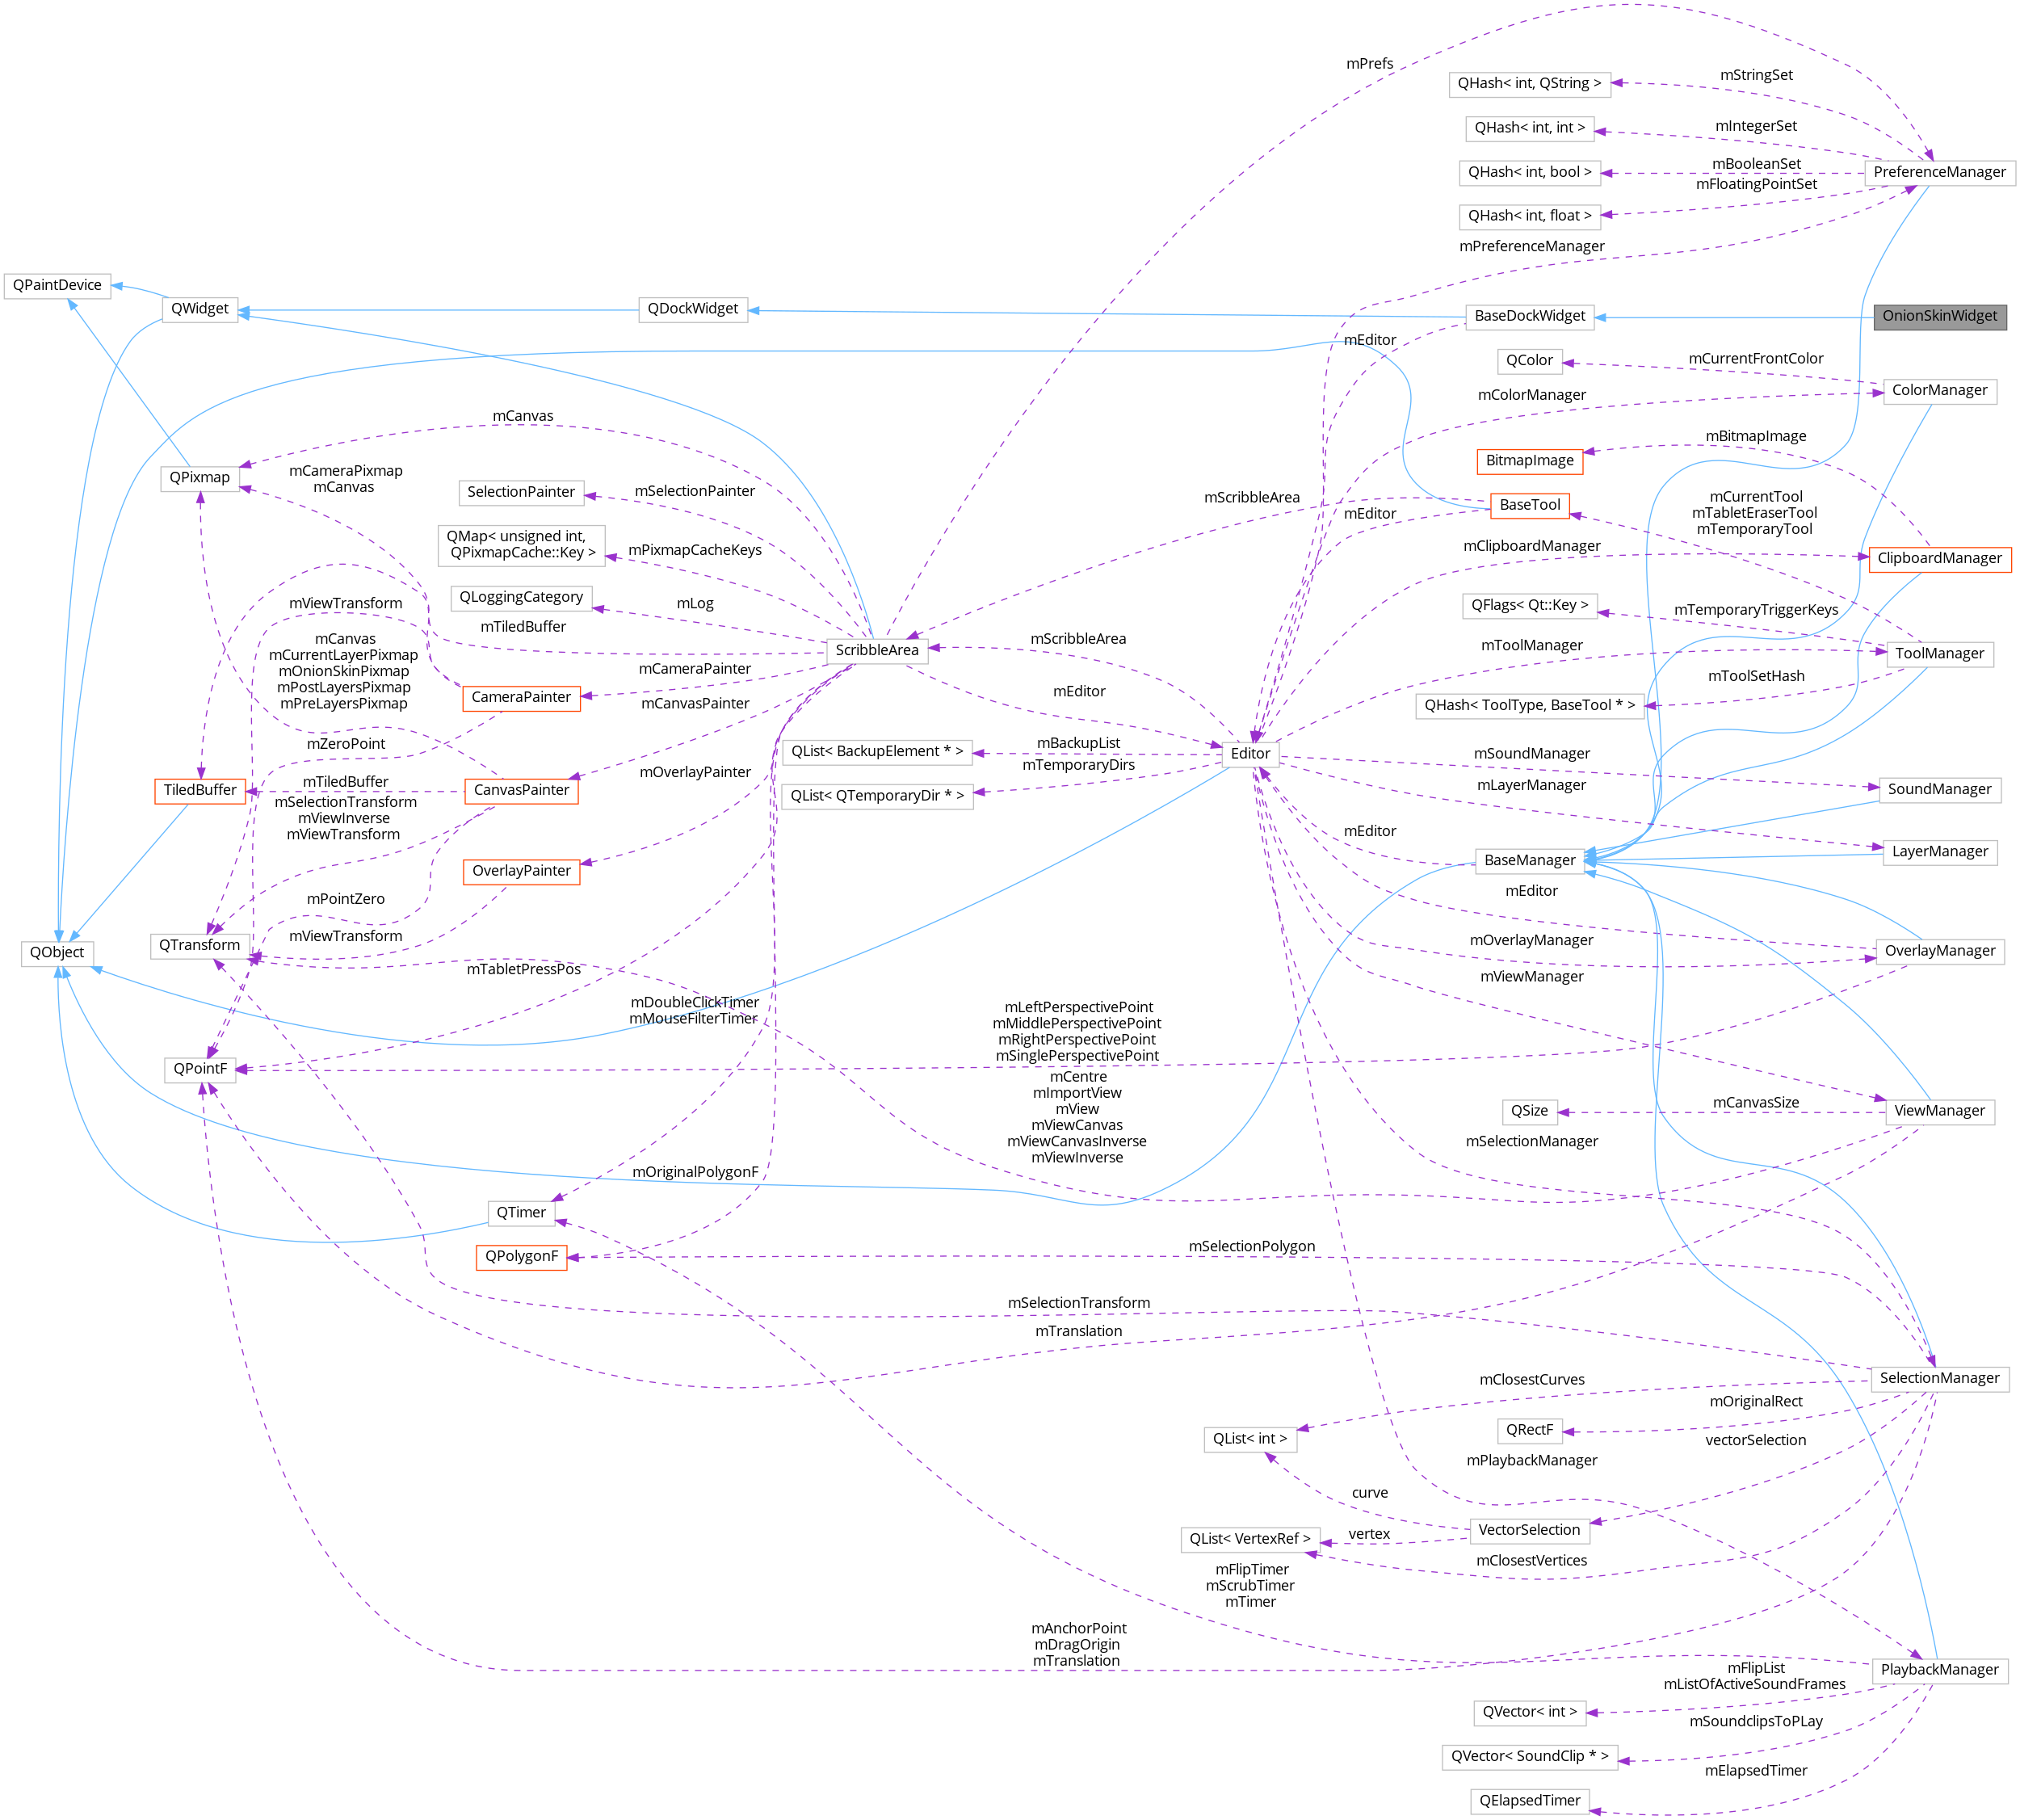 mPrefs
mStringSet
QHash< int, QString >
mIntegerSet
QHash< int, int >
mBooleanSet
QHash< int, bool >
PreferenceManager
mFloatingPointSet
QHash< int, float >
mPreferenceManager
QPaintDevice
QWidget
QDockWidget
BaseDockWidget
OnionSkinWidget
mEditor
QColor
mCurrentFrontColor
ColorManager
mColorManager
mCanvas
mBitmapImage
BitmapImage
QPixmap
mCameraPixmap
mCanvas
SelectionPainter
mSelectionPainter
mScribbleArea
BaseTool
mEditor
mCurrentTool
mTabletEraserTool
mTemporaryTool
QMap< unsigned int,
QPixmapCache::Key >
mPixmapCacheKeys
mClipboardManager
ClipboardManager
QLoggingCategory
mLog
mViewTransform
mTiledBuffer
QFlags< Qt::Key >
mTemporaryTriggerKeys
ScribbleArea
mScribbleArea
mToolManager
ToolManager
mCanvas
mCurrentLayerPixmap
mOnionSkinPixmap
mPostLayersPixmap
mPreLayersPixmap
CameraPainter
mCameraPainter
mEditor
mToolSetHash
QHash< ToolType, BaseTool * >
mCanvasPainter
mZeroPoint
QList< BackupElement * >
mBackupList
mTemporaryDirs
Editor
mSoundManager
mOverlayPainter
TiledBuffer
mTiledBuffer
CanvasPainter
QList< QTemporaryDir * >
mLayerManager
SoundManager
mSelectionTransform
mViewInverse
mViewTransform
mEditor
BaseManager
LayerManager
OverlayPainter
mPointZero
mEditor
QObject
QTransform
mViewTransform
mTabletPressPos
mOverlayManager
OverlayManager
mViewManager
mDoubleClickTimer
mMouseFilterTimer
mLeftPerspectivePoint
mMiddlePerspectivePoint
mRightPerspectivePoint
mSinglePerspectivePoint
QPointF
mCentre
mImportView
mView
mViewCanvas
mViewCanvasInverse
mViewInverse
QSize
mCanvasSize
ViewManager
mSelectionManager
mOriginalPolygonF
QTimer
QPolygonF
mSelectionPolygon
mSelectionTransform
mTranslation
SelectionManager
mClosestCurves
mOriginalRect
QList< int >
QRectF
vectorSelection
mPlaybackManager
curve
VectorSelection
vertex
QList< VertexRef >
mClosestVertices
mFlipTimer
mScrubTimer
mTimer
mAnchorPoint
mDragOrigin
mTranslation
PlaybackManager
mFlipList
mListOfActiveSoundFrames
QVector< int >
mSoundclipsToPLay
QVector< SoundClip * >
mElapsedTimer
QElapsedTimer